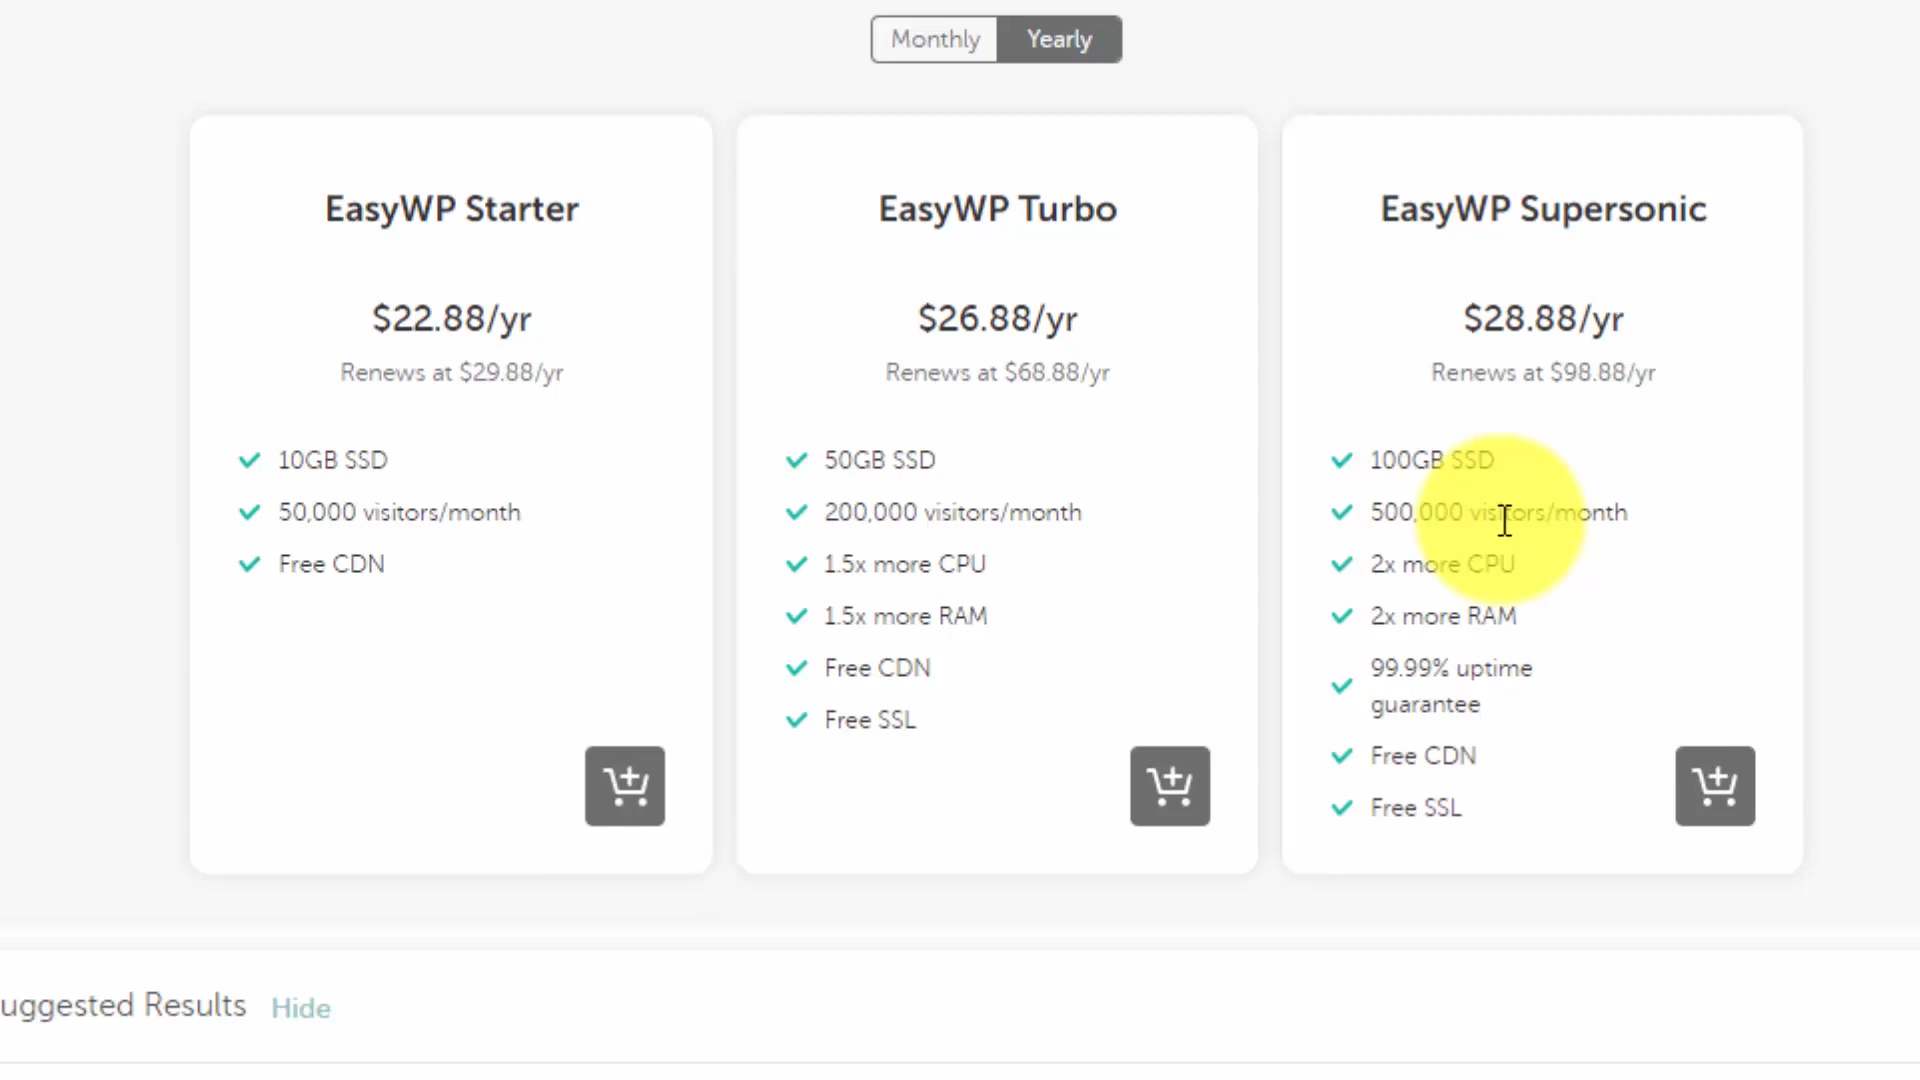 Monthly
Yearly
EasyWP Starter
$22.88/yr
Renews at $29.88/yr
10GB SSD
50,000 visitors/month
Free CDN
EasyWP Turbo
$26.88/yr
Renews at $68.88/yr
50GB SSD
200,000 visitors/month
1.5x more CPU
1.5x more RAM
Free CDN
Free SSL
EasyWP Supersonic
$28.88/yr
Renews at $98.88/yr
100GB SSD
500,000 visitors/month
2x more CPU
2x more RAM
99.99% uptime
guarantee
Free CDN
Free SSL
uggested Results Hide